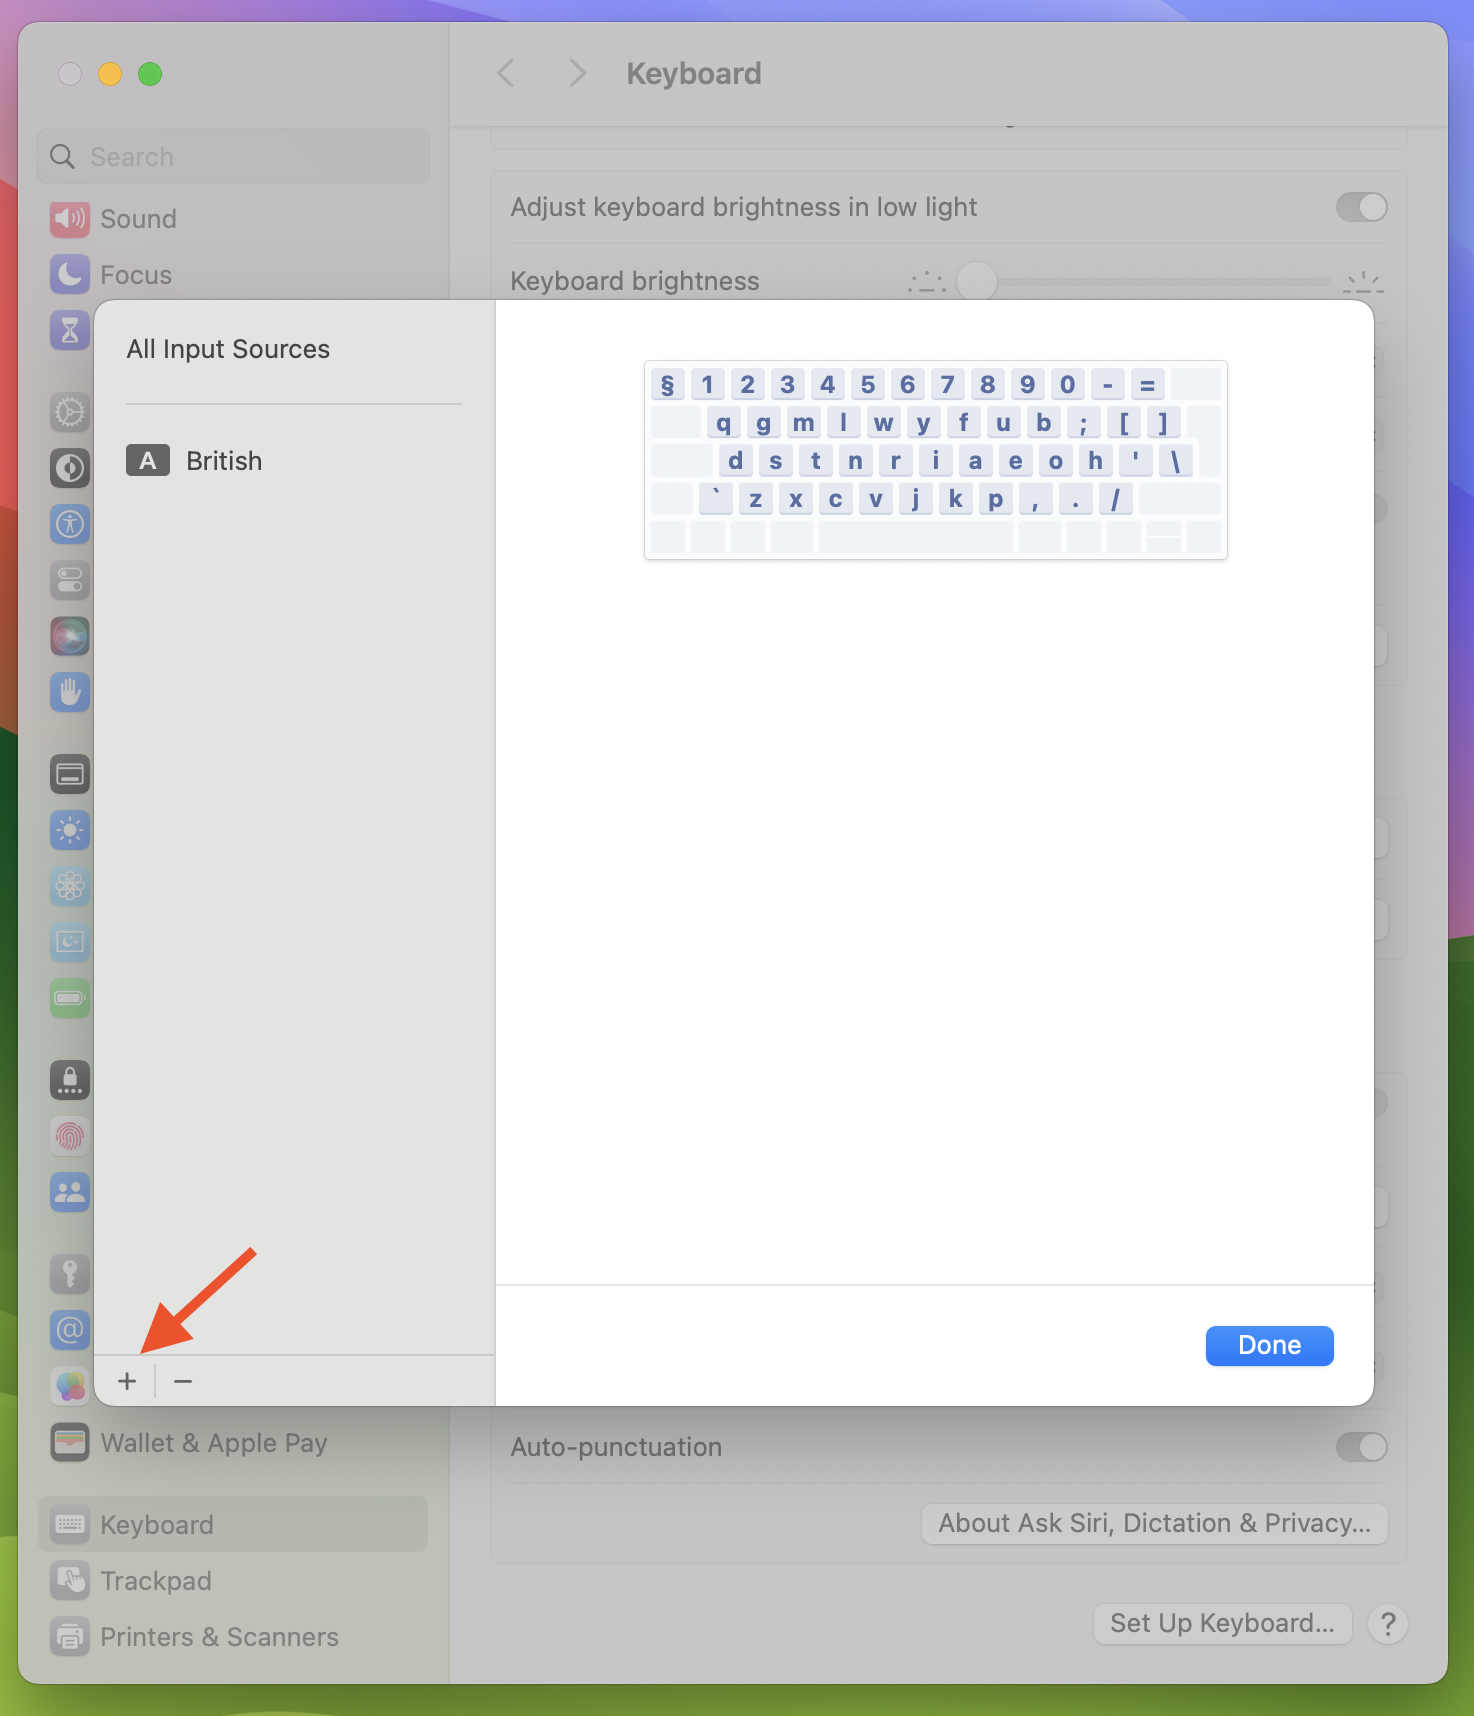 Keyboard
Search
Sound
Focus
Adjust keyboard brightness in low light
Keyboard brightness
All Input Sources
A British
§ 1 2 3 4 5 6 7 8 9 0 - =
q g m l w y f u b ; [ ]
d s t n r i a e o h ' \
` z x c v j k p , . /
Done
+ −
Wallet & Apple Pay
Auto-punctuation
About Ask Siri, Dictation & Privacy...
Keyboard
Trackpad
Printers & Scanners
Set Up Keyboard... ?